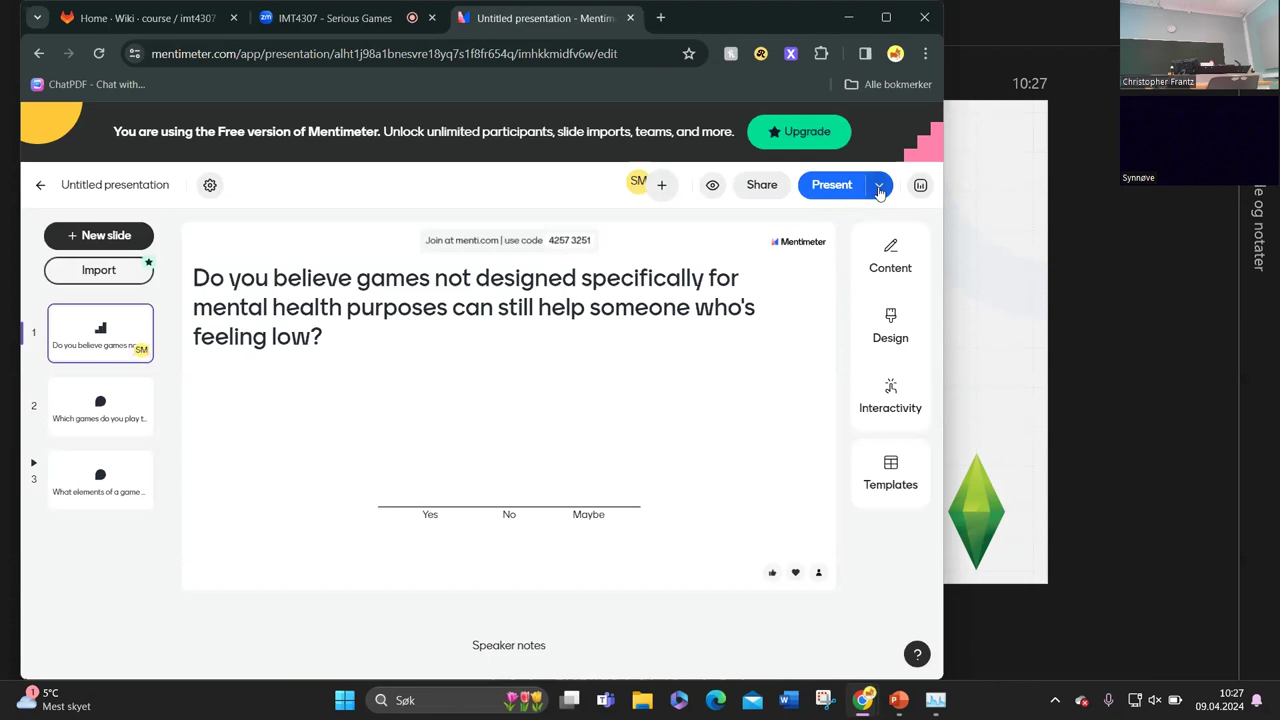 Home · Wiki · course / imt4307
IMT4307 - Serious Games
Untitled presentation - Mentim
mentimeter.com/app/presentation/alht1j98a1bnesvre18yq7s1f8fr654q/imhkkmidfv6w/edit
ChatPDF - Chat with...
Alle bokmerker
10:27
Christopher Frantz
Synnøve
You are using the Free version of Mentimeter. Unlock unlimited participants, slide imports, teams, and more.
Upgrade
Untitled presentation
SM
Share
Present
New slide
Import
Join at menti.com | use code 4257 3251
Mentimeter
Do you believe games not designed specifically for
mental health purposes can still help someone who's
feeling low?
Content
Design
Interactivity
Templates
1
Do you believe games no
SM
2
Which games do you play t...
3
What elements of a game ...
Yes
No
Maybe
Speaker notes
?
le og notater
1
5°C
Mest skyet
Søk
10:27
09.04.2024